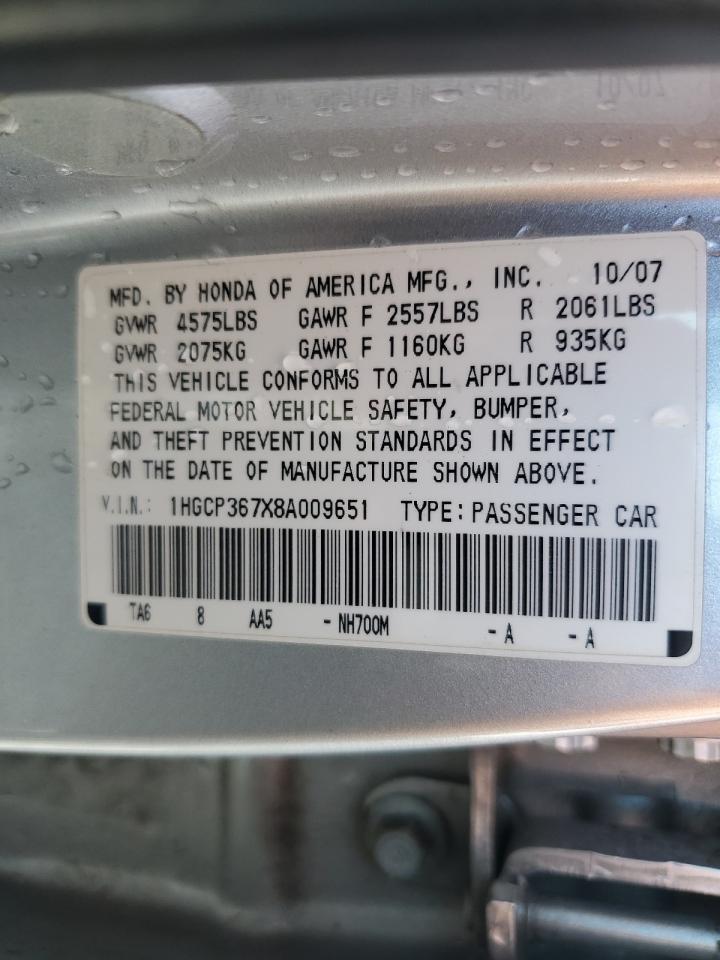 MFD. BY HONDA OF AMERICA MFG., INC. 10/07
GVWR 4575LBS GAWR F 2557LBS R 2061LBS
GVWR 2075KG GAWR F 1160KG R 935KG
THIS VEHICLE CONFORMS TO ALL APPLICABLE
FEDERAL MOTOR VEHICLE SAFETY, BUMPER,
AND THEFT PREVENTION STANDARDS IN EFFECT
ON THE DATE OF MANUFACTURE SHOWN ABOVE.
V.I.N.: 1HGCP367X8A009651 TYPE: PASSENGER CAR
TA6 8 AA5 - NH700M - A - A